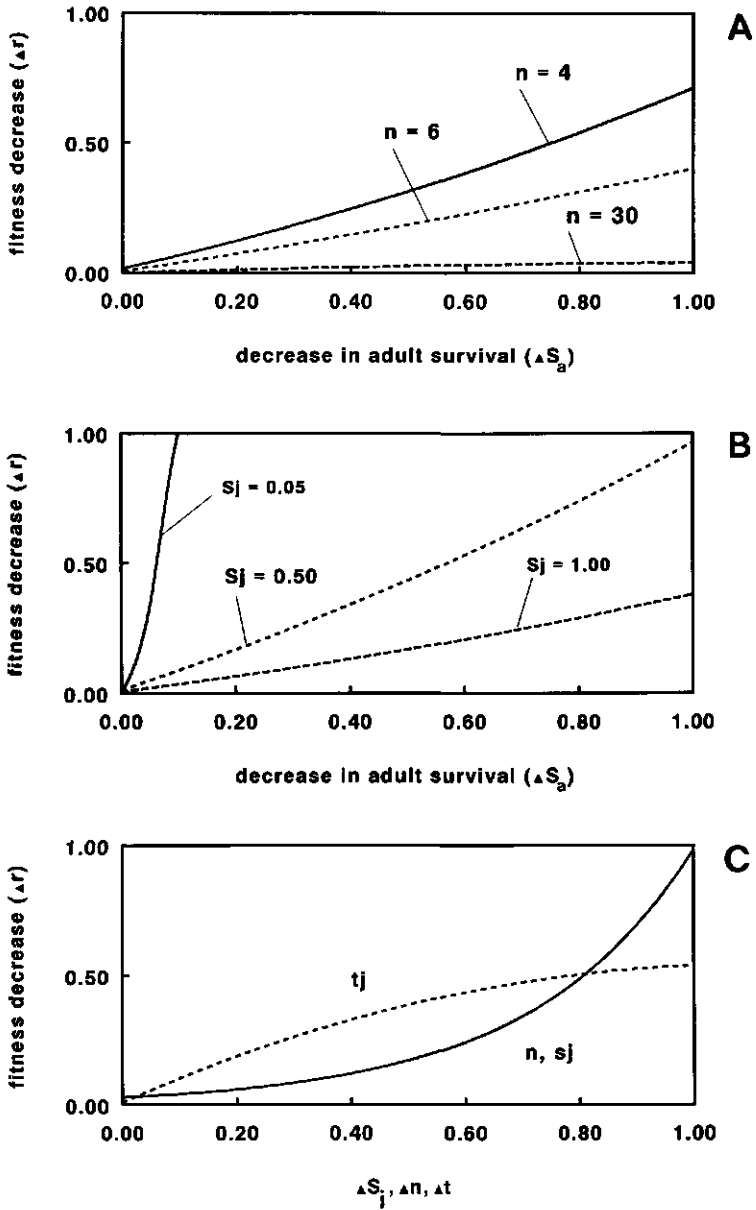 A
fitness decrease (▲r)
1.00
0.50
0.00
n = 4
n = 6
n = 30
0.00 0.20 0.40 0.60 0.80 1.00
decrease in adult survival (▲Sa)
B
fitness decrease (▲r)
1.00
0.50
0.00
Sj = 0.05
Sj = 0.50
Sj = 1.00
0.00 0.20 0.40 0.60 0.80 1.00
decrease in adult survival (▲Sa)
C
fitness decrease (▲r)
1.00
0.50
0.00
tj
n, sj
0.00 0.20 0.40 0.60 0.80 1.00
▲Sj, ▲n, ▲t